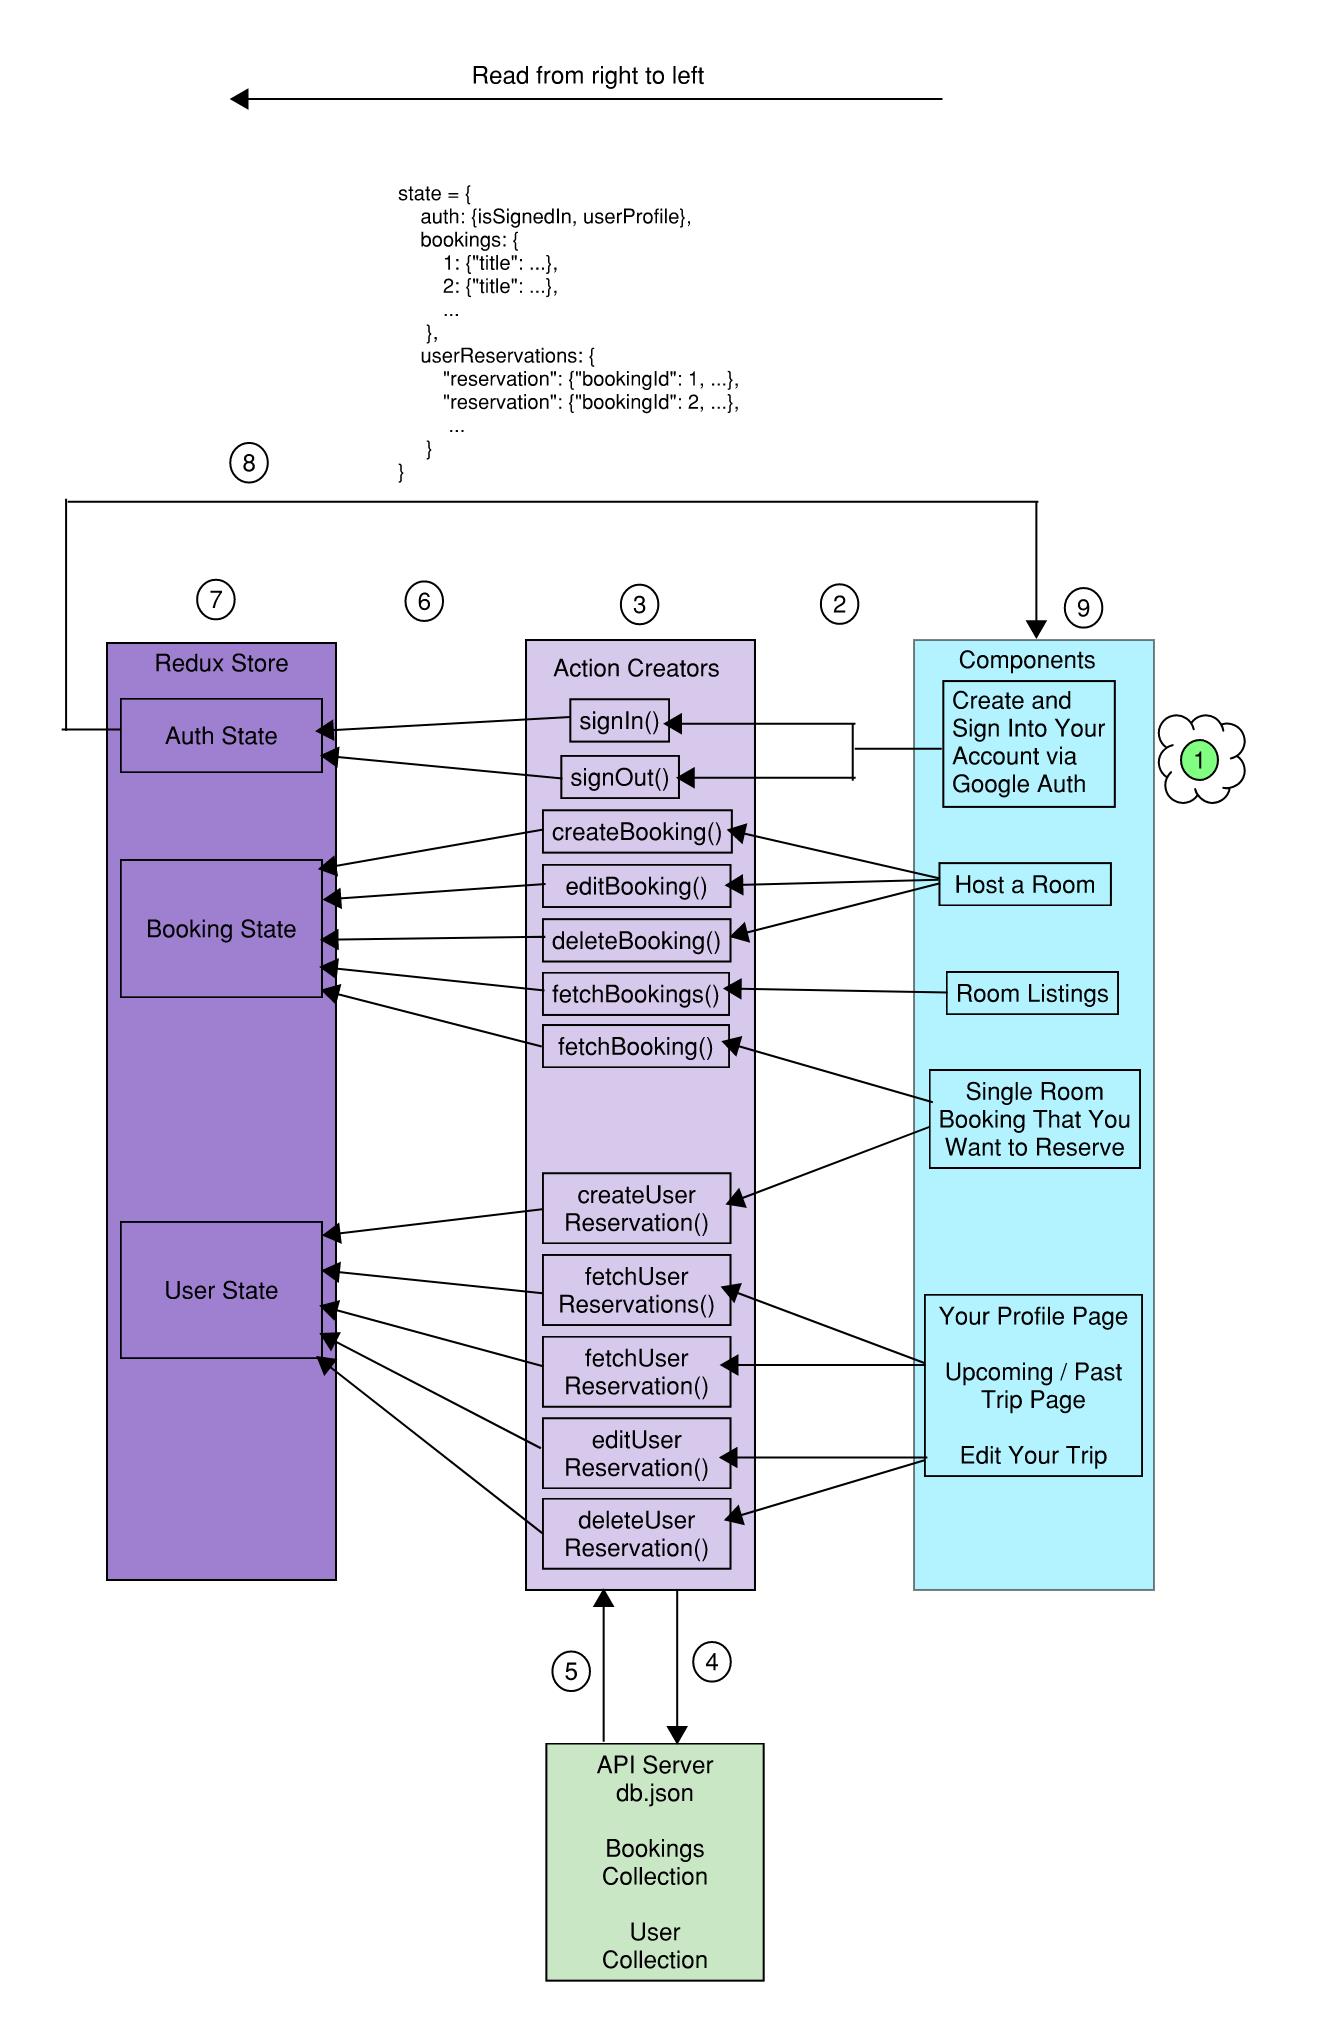 Read from right to left
state = {
auth: {isSignedIn, userProfile},
bookings: {
1: {"title": ...},
2: {"title": ...},
...
},
userReservations: {
"reservation": {"bookingId": 1, ...},
"reservation": {"bookingId": 2, ...},
...
}
}
8
7
6
3
2
9
Redux Store
Auth State
Booking State
User State
Action Creators
signIn()
signOut()
createBooking()
editBooking()
deleteBooking()
fetchBookings()
fetchBooking()
createUser
Reservation()
fetchUser
Reservations()
fetchUser
Reservation()
editUser
Reservation()
deleteUser
Reservation()
Components
Create and
Sign Into Your
Account via
Google Auth
1
Host a Room
Room Listings
Single Room
Booking That You
Want to Reserve
Your Profile Page
Upcoming / Past
Trip Page
Edit Your Trip
5
4
API Server
db.json
Bookings
Collection
User
Collection